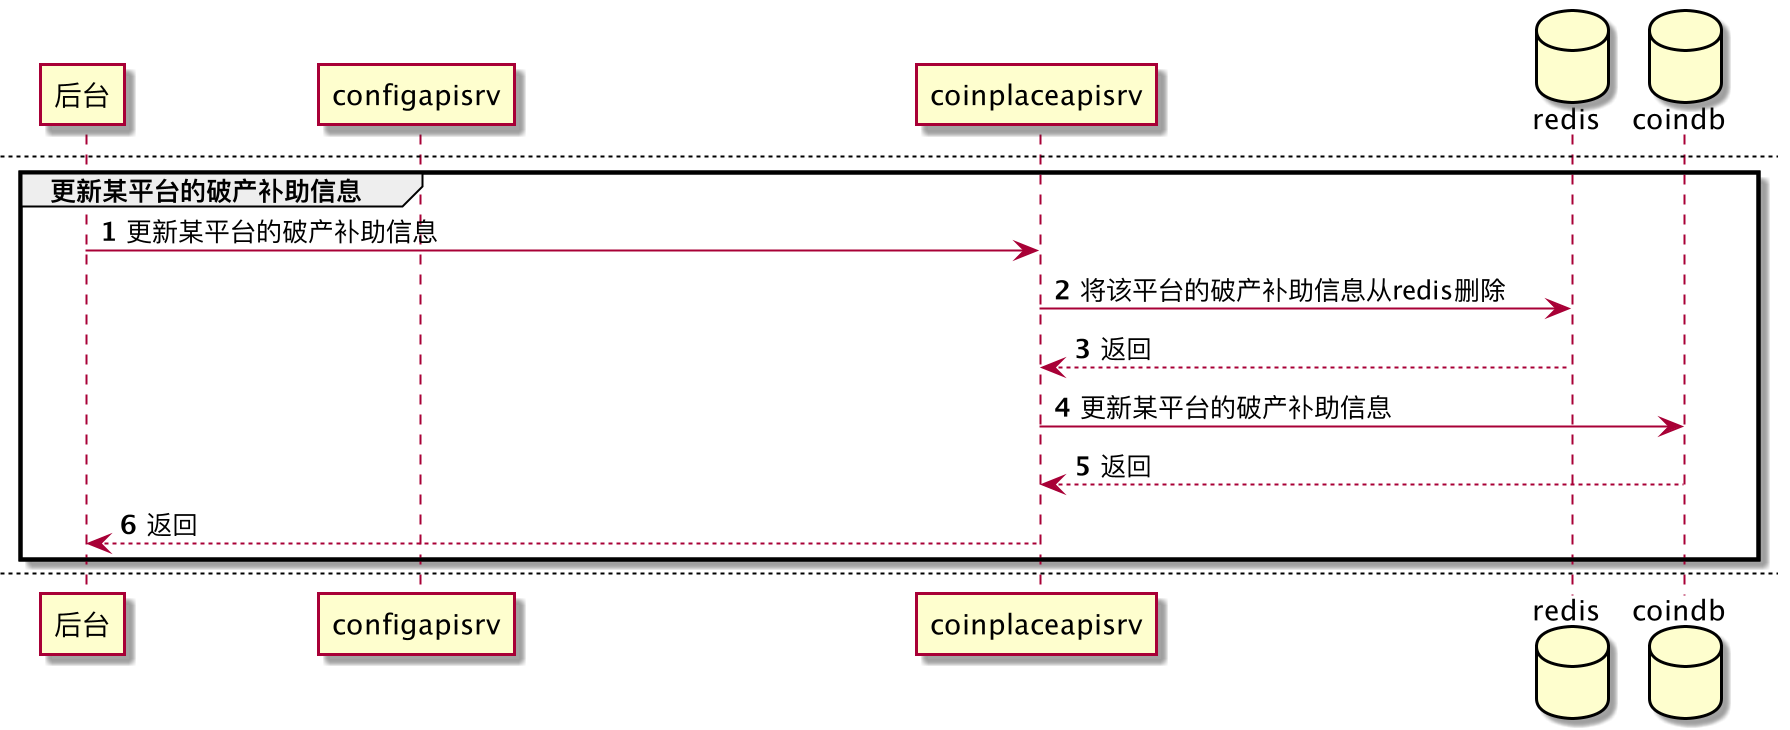 后台
configapisrv
coinplaceapisrv
redis
coindb
更新某平台的破产补助信息
1 更新某平台的破产补助信息
2 将该平台的破产补助信息从redis删除
3 返回
4 更新某平台的破产补助信息
5 返回
6 返回
后台
configapisrv
coinplaceapisrv
redis
coindb